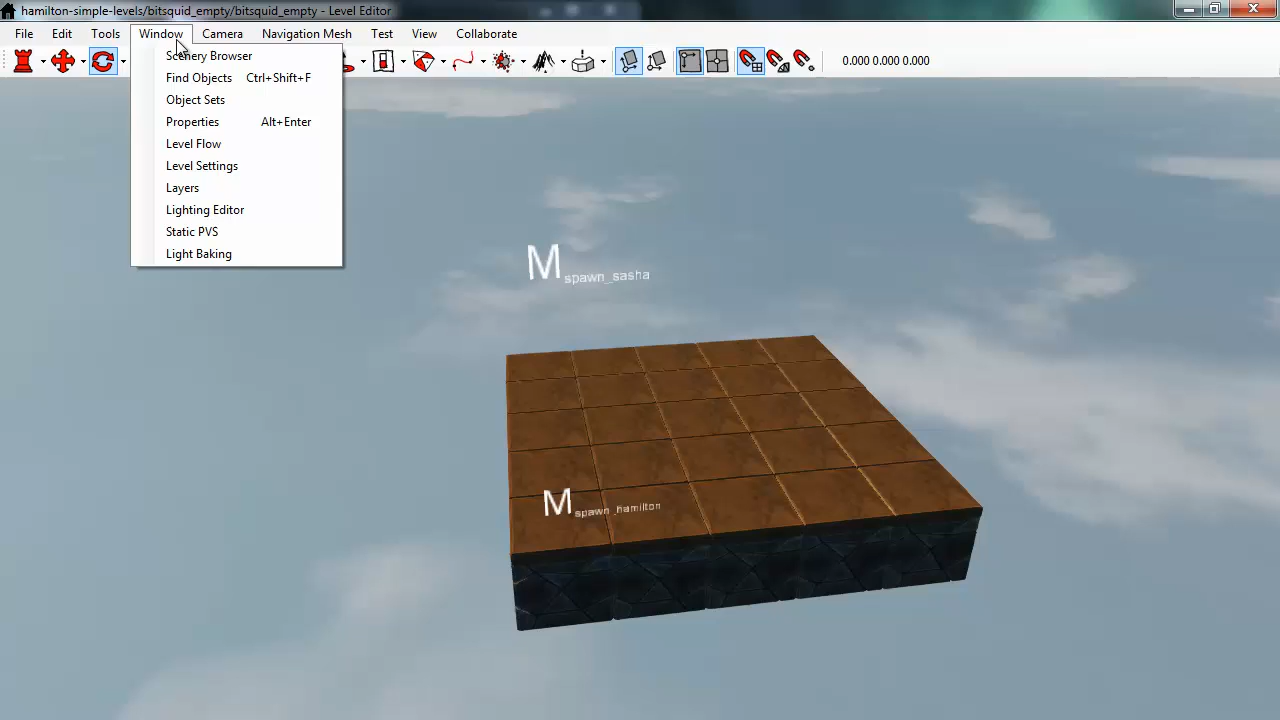 hamilton-simple-levels/bitsquid_empty/bitsquid_empty - Level Editor
File Edit Tools Window Camera Navigation Mesh Test View Collaborate
0.000 0.000 0.000
Scenery Browser
Find Objects Ctrl+Shift+F
Object Sets
Properties Alt+Enter
Level Flow
Level Settings
Layers
Lighting Editor
Static PVS
Light Baking
M spawn_sasha
M spawn_hamilton